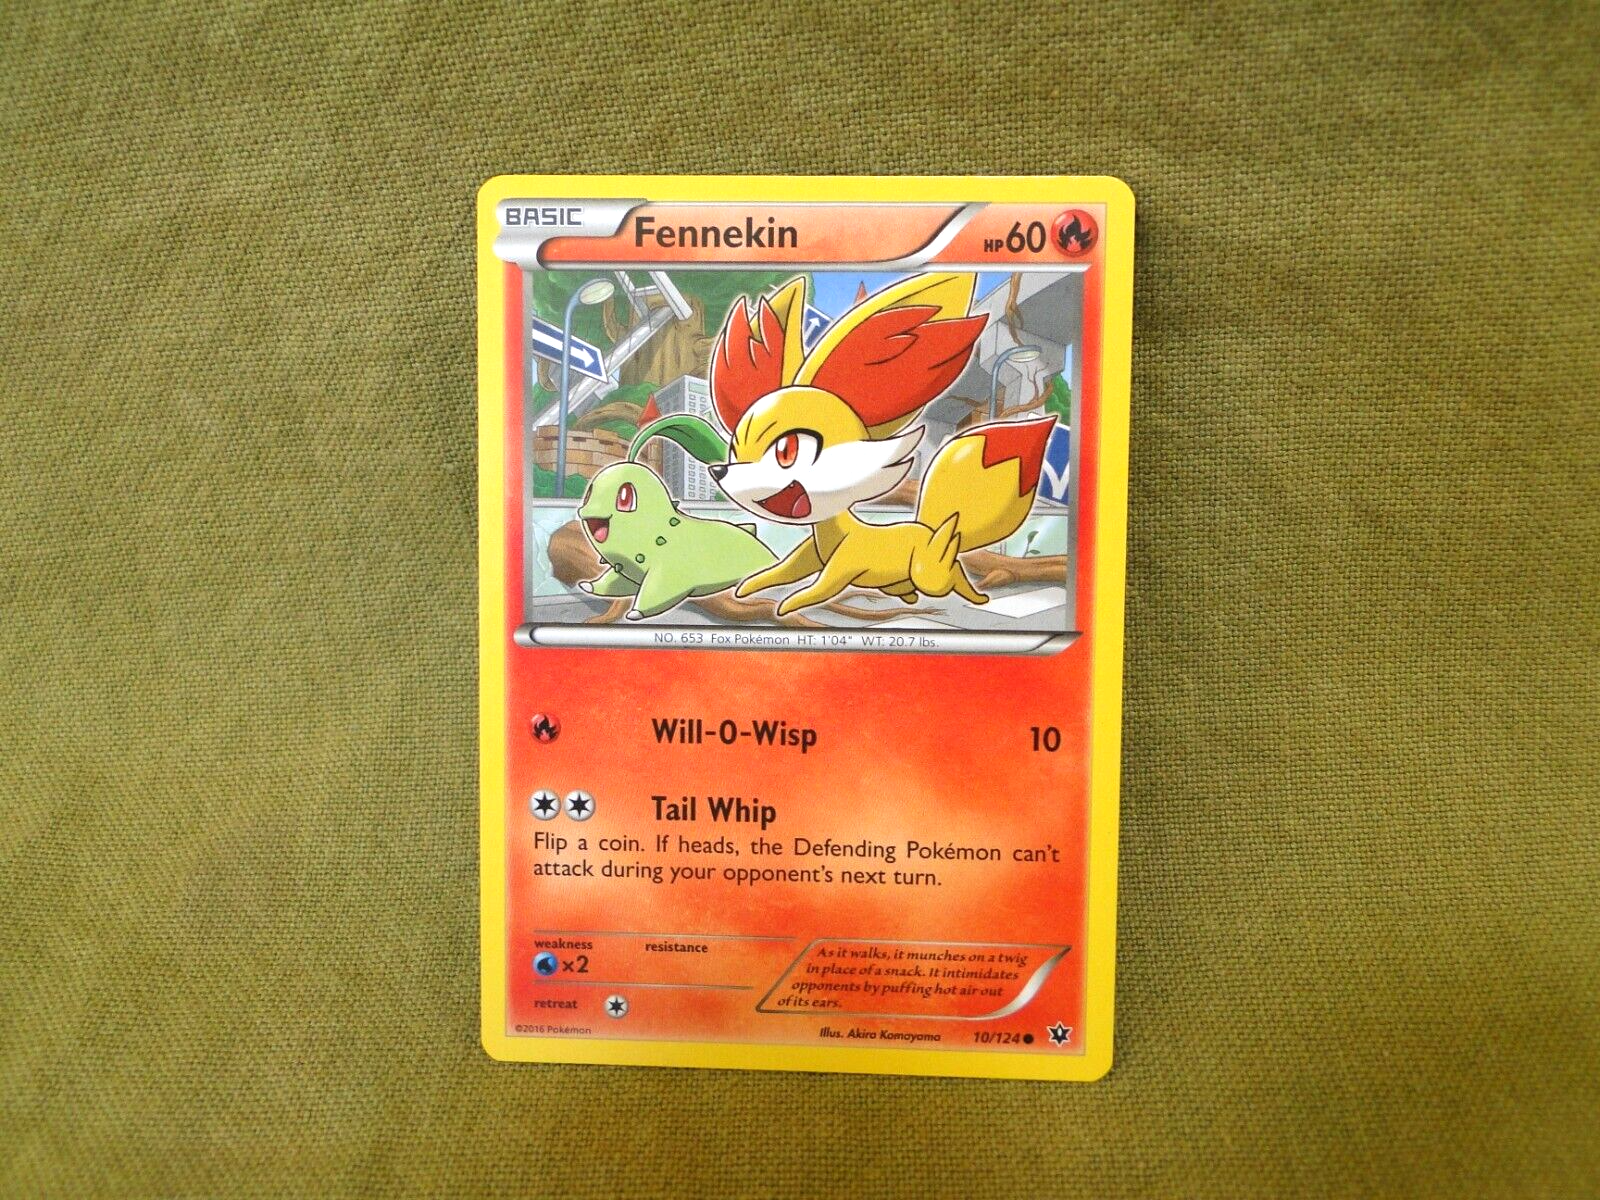 BASIC Fennekin HP60
NO. 653 Fox Pokémon HT: 1'04" WT: 20.7 lbs.
Will-O-Wisp 10
Tail Whip
Flip a coin. If heads, the Defending Pokémon can't
attack during your opponent's next turn.
weakness resistance
×2
retreat
As it walks, it munches on a twig
in place of a snack. It intimidates
opponents by puffing hot air out
of its ears.
©2016 Pokémon Illus. Akira Komayama 10/124